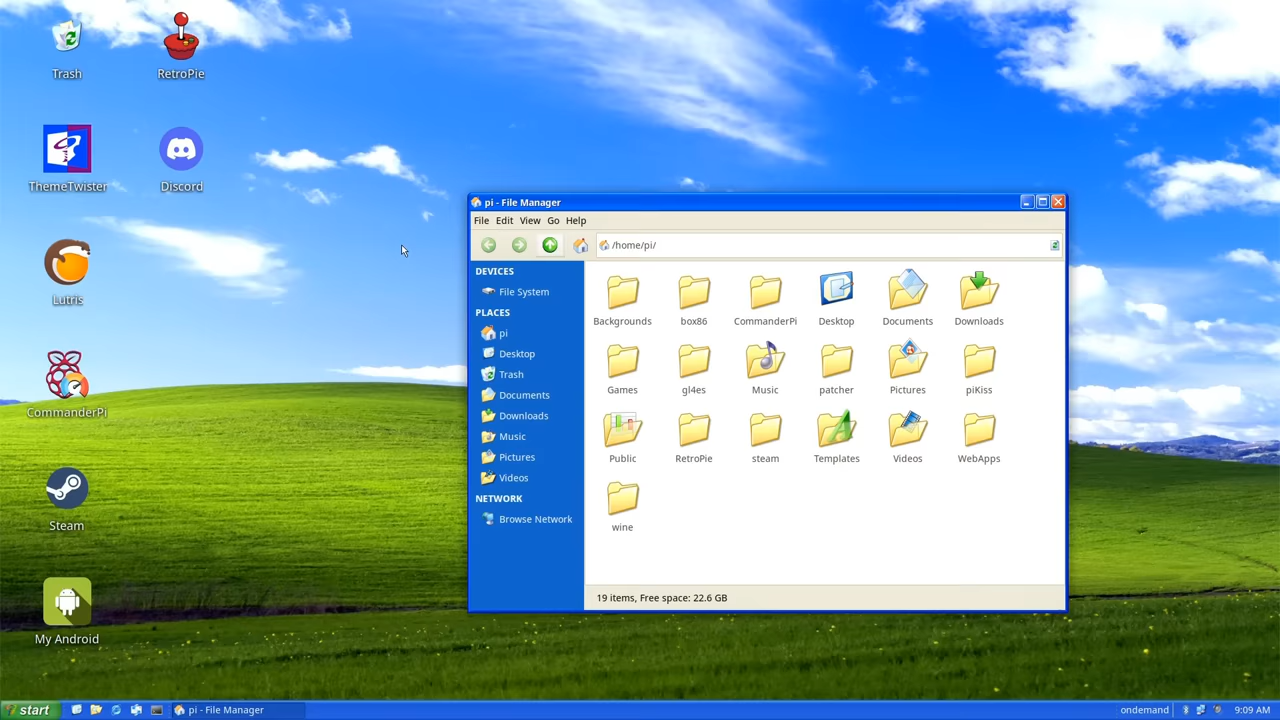 Trash
RetroPie
ThemeTwister
Discord
Lutris
CommanderPi
Steam
My Android
pi - File Manager
File Edit View Go Help
/home/pi/
DEVICES
File System
PLACES
pi
Desktop
Trash
Documents
Downloads
Music
Pictures
Videos
NETWORK
Browse Network
Backgrounds box86 CommanderPi Desktop Documents Downloads
Games gl4es Music patcher Pictures piKiss
Public RetroPie steam Templates Videos WebApps
wine
19 items, Free space: 22.6 GB
start pi - File Manager ondemand 9:09 AM